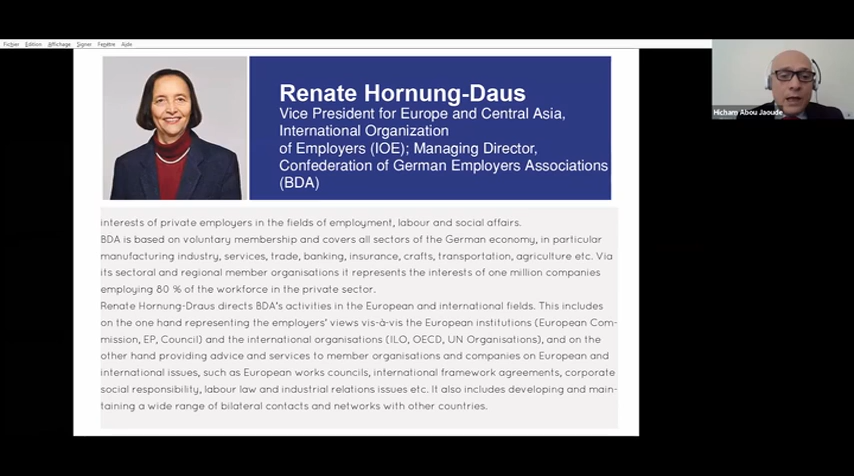 Fichier Edition Affichage Signer Fenêtre Aide
Renate Hornung-Daus
Vice President for Europe and Central Asia,
International Organization
of Employers (IOE); Managing Director,
Confederation of German Employers Associations
(BDA)
Hicham Abou Jaoude
interests of private employers in the fields of employment, labour and social affairs.
BDA is based on voluntary membership and covers all sectors of the German economy, in particular
manufacturing industry, services, trade, banking, insurance, crafts, transportation, agriculture etc. Via
its sectoral and regional member organisations it represents the interests of one million companies
employing 80 % of the workforce in the private sector.
Renate Hornung-Draus directs BDA's activities in the European and international fields. This includes
on the one hand representing the employers' views vis-à-vis the European institutions (European Com-
mission, EP, Council) and the international organisations (ILO, OECD, UN Organisations), and on the
other hand providing advice and services to member organisations and companies on European and
international issues, such as European works councils, international framework agreements, corporate
social responsibility, labour law and industrial relations issues etc. It also includes developing and main-
taining a wide range of bilateral contacts and networks with other countries.